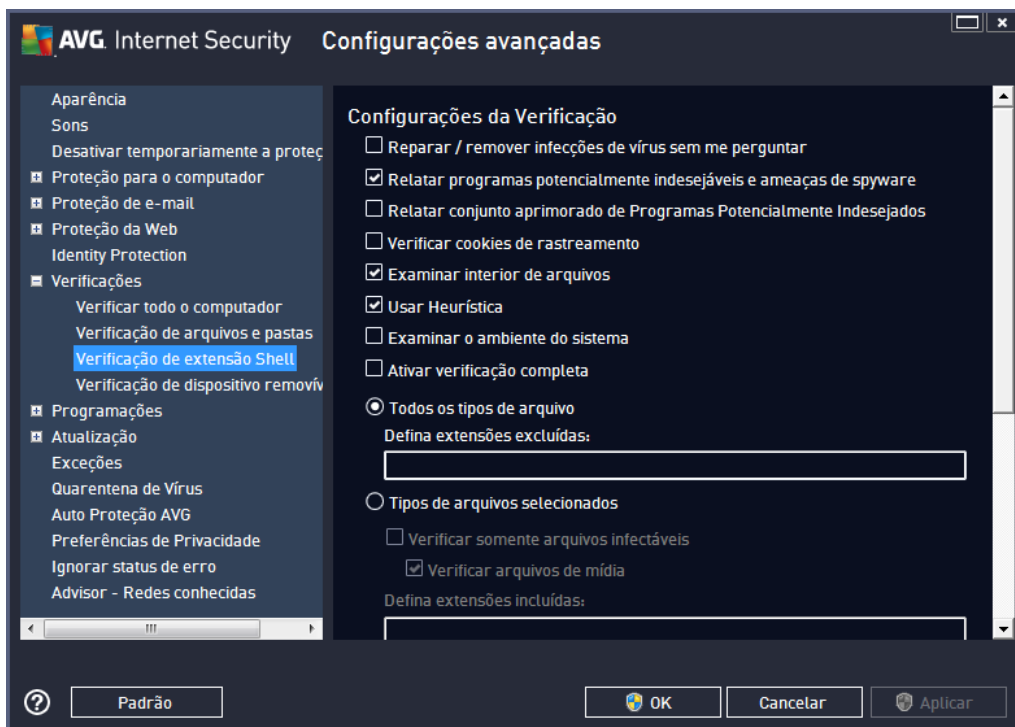 AVG. Internet Security Configurações avançadas
Aparência
Sons
Desativar temporariamente a proteç
Proteção para o computador
Proteção de e-mail
Proteção da Web
Identity Protection
Verificações
Verificar todo o computador
Verificação de arquivos e pastas
Verificação de extensão Shell
Verificação de dispositivo removív
Programações
Atualização
Exceções
Quarentena de Vírus
Auto Proteção AVG
Preferências de Privacidade
Ignorar status de erro
Advisor - Redes conhecidas
Configurações da Verificação
Reparar / remover infecções de vírus sem me perguntar
Relatar programas potencialmente indesejáveis e ameaças de spyware
Relatar conjunto aprimorado de Programas Potencialmente Indesejados
Verificar cookies de rastreamento
Examinar interior de arquivos
Usar Heurística
Examinar o ambiente do sistema
Ativar verificação completa
Todos os tipos de arquivo
Defina extensões excluídas:
Tipos de arquivos selecionados
Verificar somente arquivos infectáveis
Verificar arquivos de mídia
Defina extensões incluídas:
? Padrão OK Cancelar Aplicar